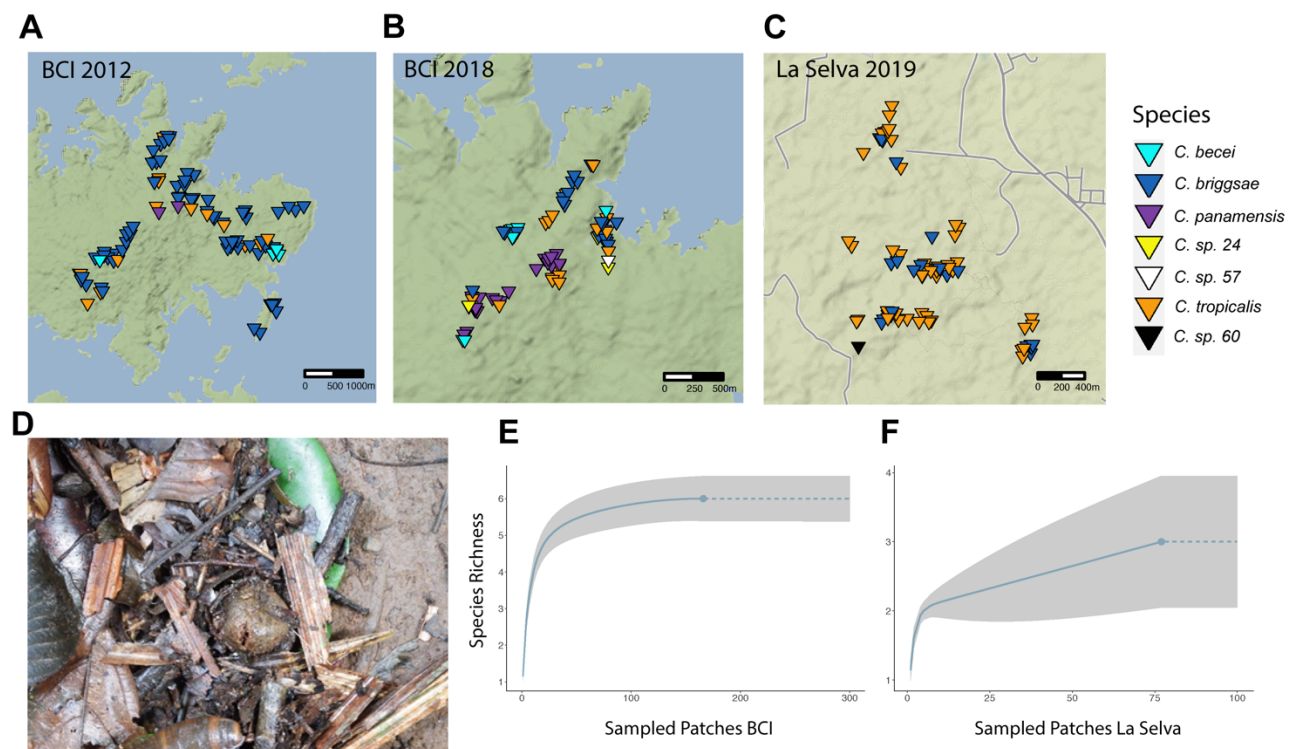 A
BCI 2012
0 500 1000m
B
BCI 2018
0 250 500m
C
La Selva 2019
0 200 400m
Species
C. becei
C. briggsae
C. panamensis
C. sp. 24
C. sp. 57
C. tropicalis
C. sp. 60
D
E
Species Richness
6
5
4
3
2
1
0 100 200 300
Sampled Patches BCI
F
4
3
2
1
0 25 50 75 100
Sampled Patches La Selva